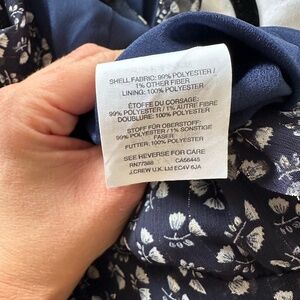 SHELL FABRIC: 99% POLYESTER /
1% OTHER FIBER
LINING: 100% POLYESTER
ÉTOFFE DU CORSAGE:
99% POLYESTER / 1% AUTRE FIBRE
DOUBLURE: 100% POLYESTER
STOFF FÜR OBERSTOFF:
99% POLYESTER / 1% SONSTIGE
FASER
FUTTER: 100% POLYESTER
SEE REVERSE FOR CARE
RN77388 CA56445
J.CREW U.K. Ltd EC4V 6JA